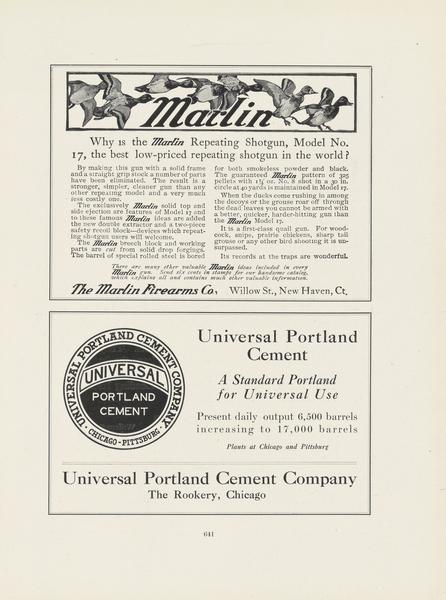 Marlin
Why is the Marlin Repeating Shotgun, Model No.
17, the best low-priced repeating shotgun in the world?
By making this gun with a solid frame
and a straight grip stock a number of parts
have been eliminated. The result is a
stronger, simpler, cleaner gun than any
other repeating model and a very much
less costly one.
The exclusively Marlin solid top and
side ejection are features of Model 17 and
to these famous Marlin ideas are added
the new double extractor and a two-piece
safety recoil block—devices which repeat-
ing shotgun users will welcome.
The Marlin breech block and working
parts are cut from solid drop forgings.
The barrel of special rolled steel is bored
for both smokeless powder and black.
The guaranteed Marlin pattern of 325
pellets with 1⅛ oz. No. 8 shot in a 30 in.
circle at 40 yards is maintained in Model 17.
When the ducks come rushing in among
the decoys or the grouse roar off through
the dead leaves you cannot be armed with
a better, quicker, harder-hitting gun than
the Marlin Model 17.
It is a first-class quail gun. For wood-
cock, snipe, prairie chickens, sharp tail
grouse or any other bird shooting it is un-
surpassed.
Its records at the traps are wonderful.
There are many other valuable Marlin ideas included in every
Marlin gun. Send six cents in stamps for our handsome catalog,
which explains all and contains much other valuable information.
The Marlin Firearms Co., Willow St., New Haven, Ct.
UNIVERSAL PORTLAND CEMENT COMPANY
UNIVERSAL
PORTLAND
CEMENT
CHICAGO-PITTSBURG
Universal Portland
Cement
A Standard Portland
for Universal Use
Present daily output 6,500 barrels
increasing to 17,000 barrels
Plants at Chicago and Pittsburg
Universal Portland Cement Company
The Rookery, Chicago
641